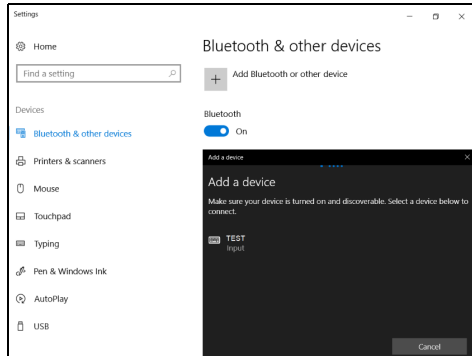 Settings
Home
Find a setting
Devices
Bluetooth & other devices
Printers & scanners
Mouse
Touchpad
Typing
Pen & Windows Ink
AutoPlay
USB
Bluetooth & other devices
Add Bluetooth or other device
Bluetooth
On
Add a device
Add a device
Make sure your device is turned on and discoverable. Select a device below to
connect.
TEST
Input
Cancel